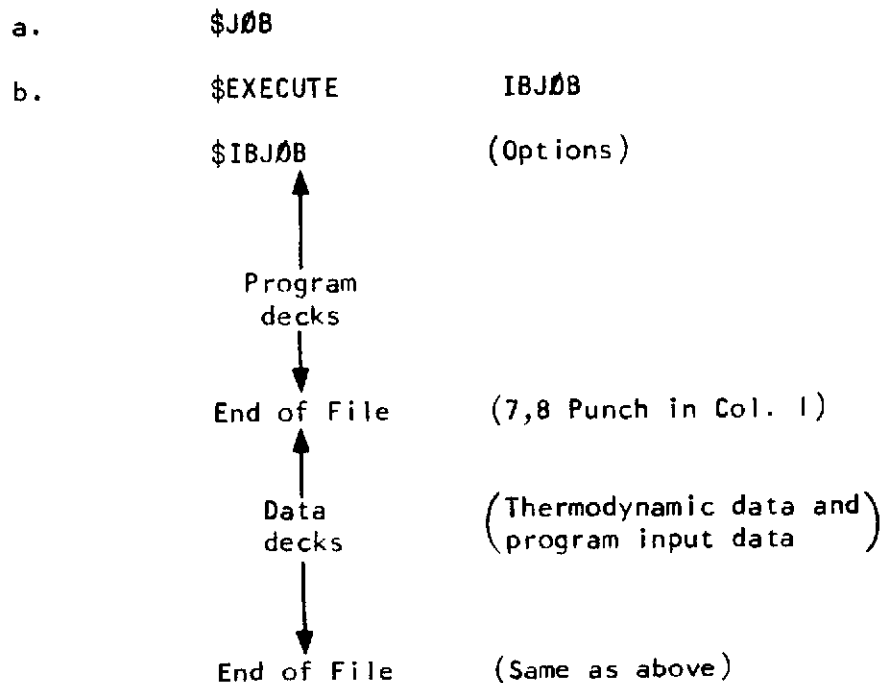 a. $JØB
b. $EXECUTE IBJØB
$IBJØB (Options)
Program
decks
End of File (7,8 Punch in Col. 1)
Data
decks
(Thermodynamic data and
program input data)
End of File (Same as above)